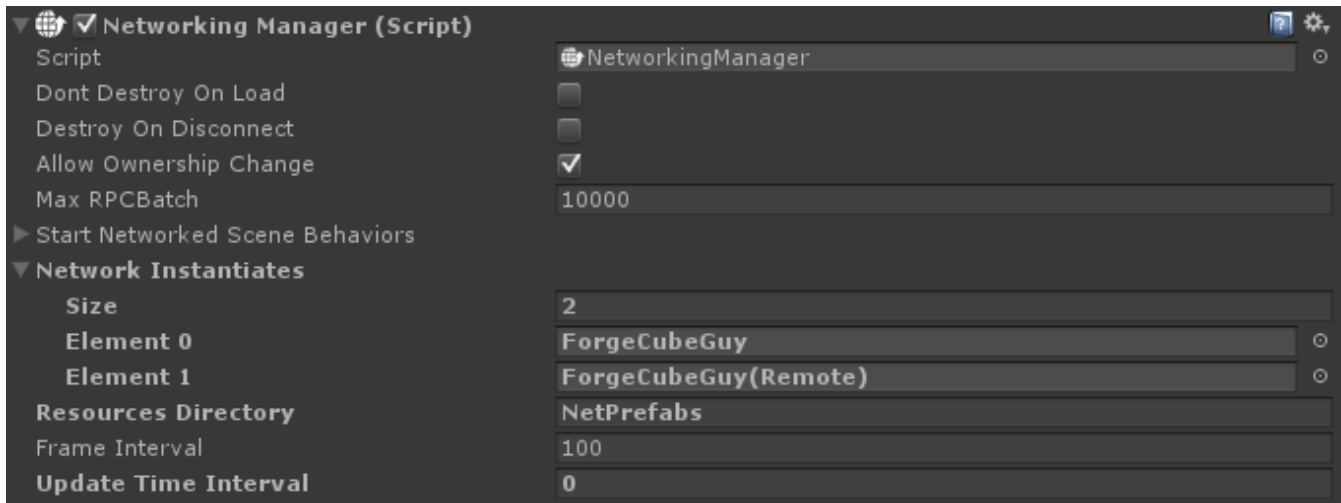 Networking Manager (Script)
Script NetworkingManager
Dont Destroy On Load
Destroy On Disconnect
Allow Ownership Change
Max RPCBatch 10000
Start Networked Scene Behaviors
Network Instantiates
Size 2
Element 0 ForgeCubeGuy
Element 1 ForgeCubeGuy(Remote)
Resources Directory NetPrefabs
Frame Interval 100
Update Time Interval 0